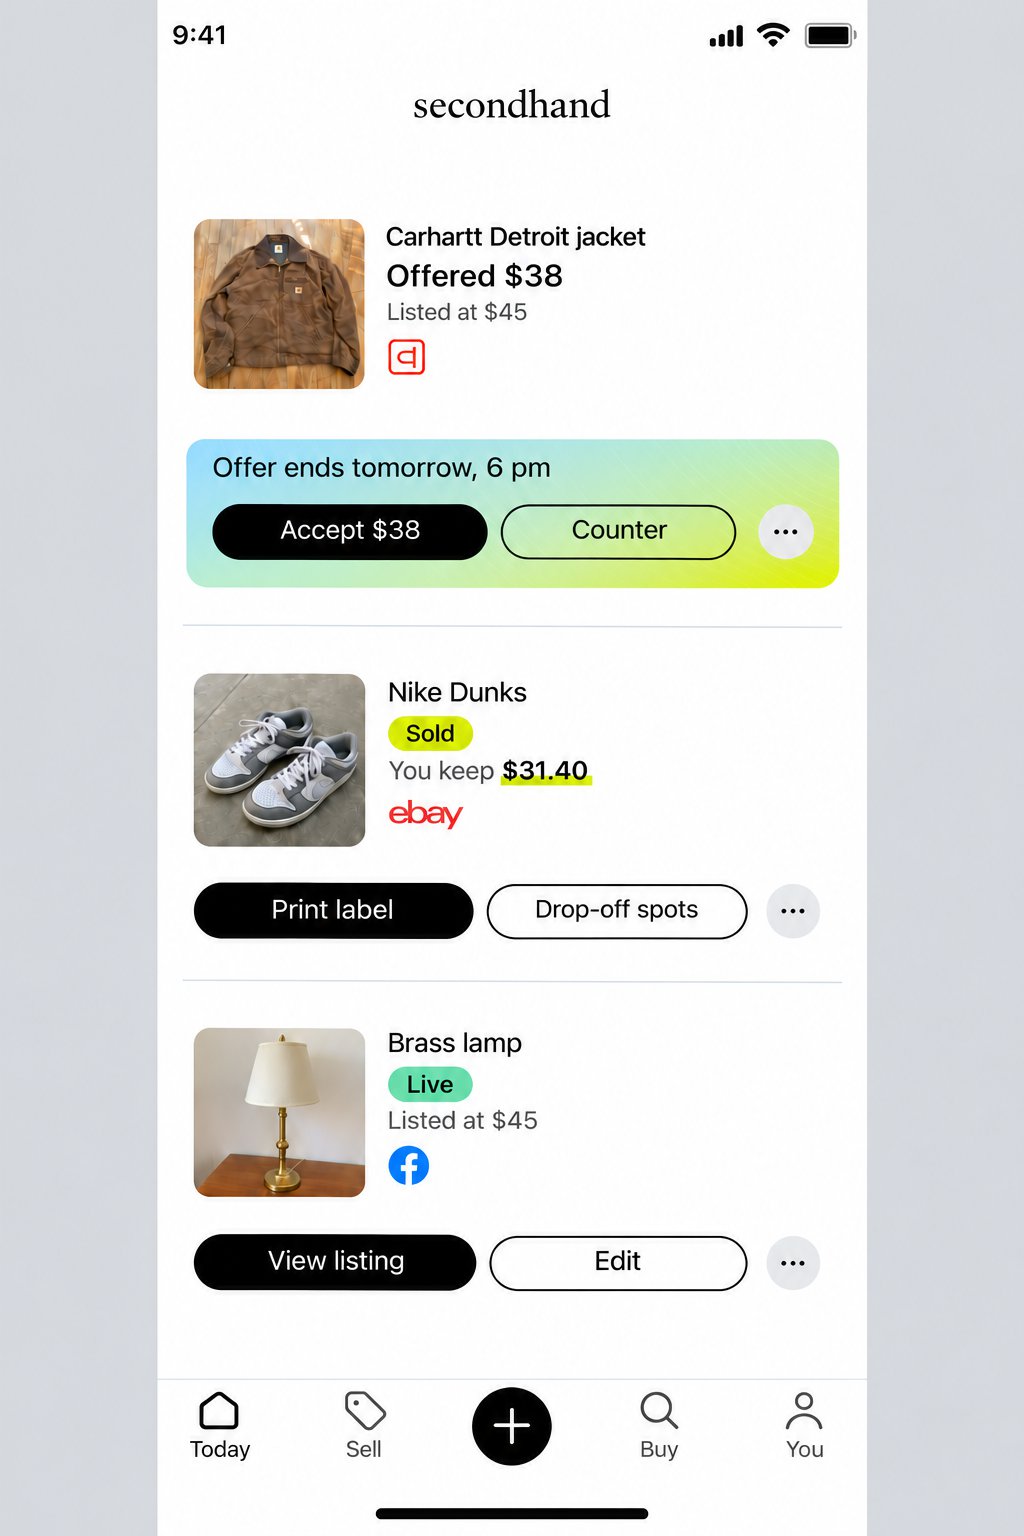 9:41
secondhand
Carhartt Detroit jacket
Offered $38
Listed at $45
Offer ends tomorrow, 6 pm
Accept $38
Counter
Nike Dunks
Sold
You keep $31.40
ebay
Print label
Drop-off spots
Brass lamp
Live
Listed at $45
View listing
Edit
Today
Sell
Buy
You